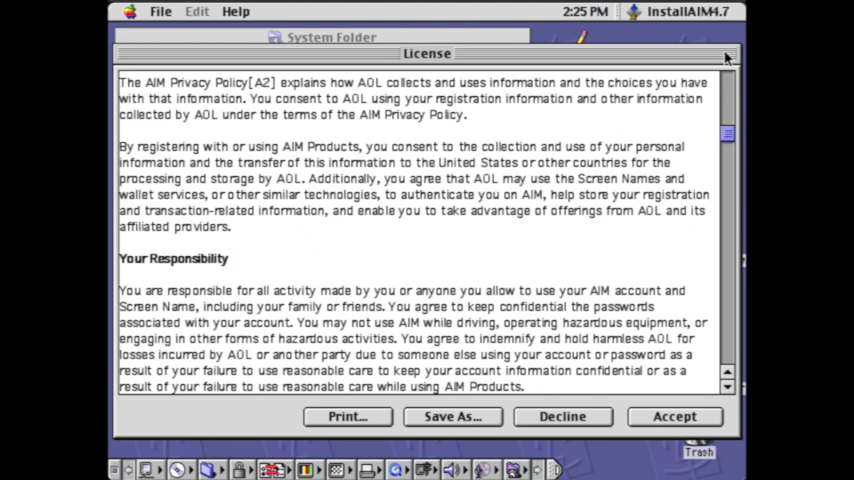 File Edit Help 2:25 PM InstallAIM4.7
System Folder
License
The AIM Privacy Policy[A2] explains how AOL collects and uses information and the choices you have
with that information. You consent to AOL using your registration information and other information
collected by AOL under the terms of the AIM Privacy Policy.
By registering with or using AIM Products, you consent to the collection and use of your personal
information and the transfer of this information to the United States or other countries for the
processing and storage by AOL. Additionally, you agree that AOL may use the Screen Names and
wallet services, or other similar technologies, to authenticate you on AIM, help store your registration
and transaction-related information, and enable you to take advantage of offerings from AOL and its
affiliated providers.
Your Responsibility
You are responsible for all activity made by you or anyone you allow to use your AIM account and
Screen Name, including your family or friends. You agree to keep confidential the passwords
associated with your account. You may not use AIM while driving, operating hazardous equipment, or
engaging in other forms of hazardous activities. You agree to indemnify and hold harmless AOL for
losses incurred by AOL or another party due to someone else using your account or password as a
result of your failure to use reasonable care to keep your account information confidential or as a
result of your failure to use reasonable care while using AIM Products.
Print... Save As... Decline Accept
Trash